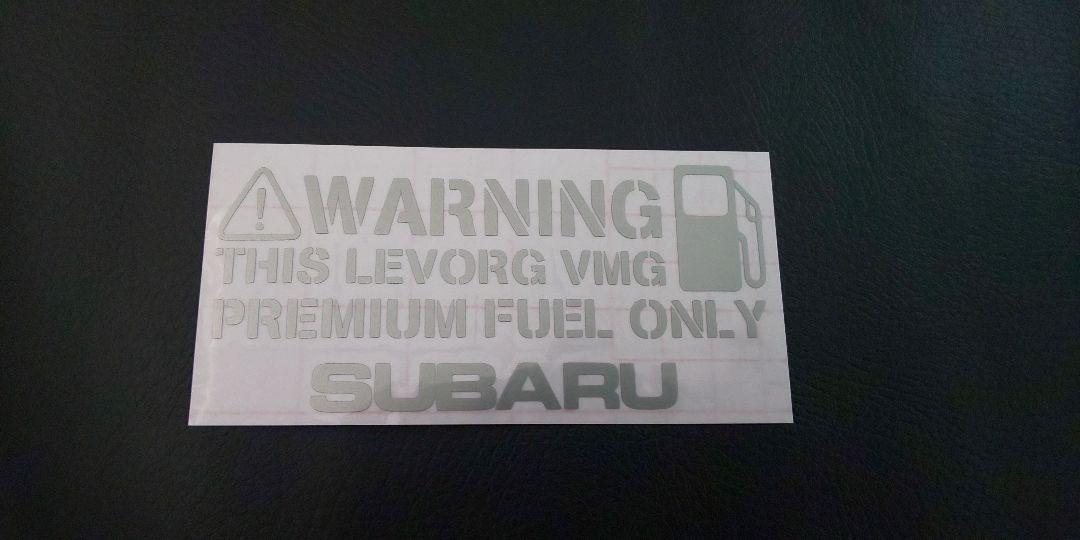 WARNING
THIS LEVORG VMG
PREMIUM FUEL ONLY
SUBARU